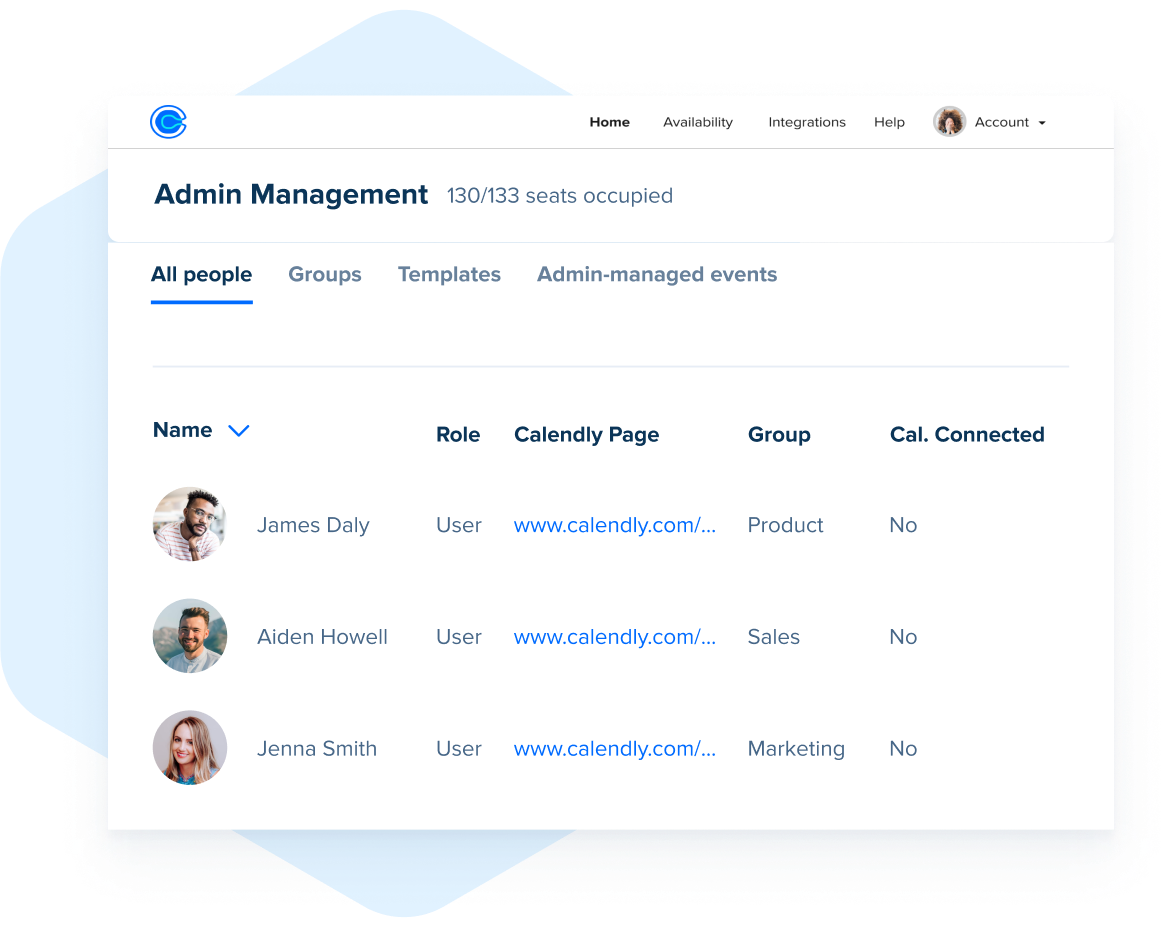 Home Availability Integrations Help Account
Admin Management 130/133 seats occupied
All people Groups Templates Admin-managed events
Name Role Calendly Page Group Cal. Connected
James Daly User www.calendly.com/... Product No
Aiden Howell User www.calendly.com/... Sales No
Jenna Smith User www.calendly.com/... Marketing No